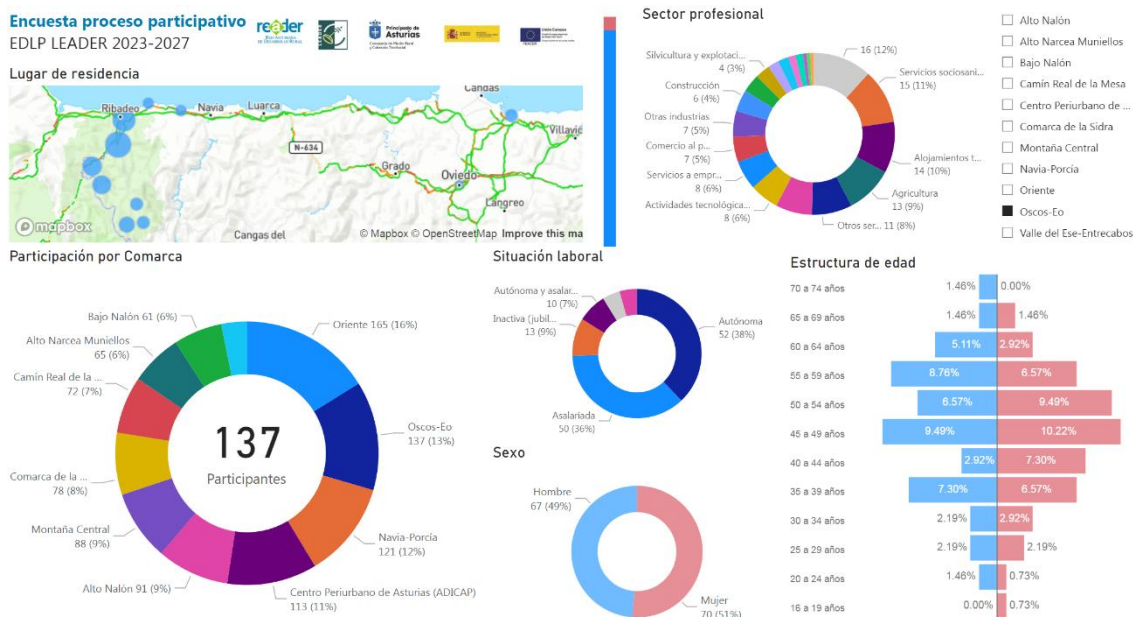 Encuesta proceso participativo
EDLP LEADER 2023-2027
reader
Principado de
Asturias
Lugar de residencia
Ribadeo
Navia
Luarca
Candás
Villavic
N-634
Grado
Oviedo
Langreo
Cangas del
mapbox
© Mapbox © OpenStreetMap Improve this ma
Sector profesional
16 (12%)
Servicios sociosani...
15 (11%)
Alojamientos t...
14 (10%)
Agricultura
13 (9%)
Otros ser... 11 (8%)
Actividades tecnológica...
8 (6%)
Servicios a empr...
8 (6%)
Comercio al p...
7 (5%)
Otras industrias
7 (5%)
Construcción
6 (4%)
Silvicultura y explotaci...
4 (3%)
Alto Nalón
Alto Narcea Muniellos
Bajo Nalón
Camín Real de la Mesa
Centro Periurbano de ...
Comarca de la Sidra
Montaña Central
Navia-Porcía
Oriente
Oscos-Eo
Valle del Ese-Entrecabos
Participación por Comarca
Oriente 165 (16%)
Oscos-Eo
137 (13%)
Navia-Porcía
121 (12%)
Centro Periurbano de Asturias (ADICAP)
113 (11%)
Alto Nalón 91 (9%)
Montaña Central
88 (9%)
Comarca de la ...
78 (8%)
Camín Real de la ...
72 (7%)
Alto Narcea Muniellos
65 (6%)
Bajo Nalón 61 (6%)
137
Participantes
Situación laboral
Autónoma y asalar...
10 (7%)
Inactiva (jubil...
13 (9%)
Autónoma
52 (38%)
Asalariada
50 (36%)
Sexo
Hombre
67 (49%)
Mujer
70 (51%)
Estructura de edad
70 a 74 años 1.46% 0.00%
65 a 69 años 1.46% 1.46%
60 a 64 años 5.11% 2.92%
55 a 59 años 8.76% 6.57%
50 a 54 años 6.57% 9.49%
45 a 49 años 9.49% 10.22%
40 a 44 años 2.92% 7.30%
35 a 39 años 7.30% 6.57%
30 a 34 años 2.19% 2.92%
25 a 29 años 2.19% 2.19%
20 a 24 años 1.46% 0.73%
16 a 19 años 0.00% 0.73%